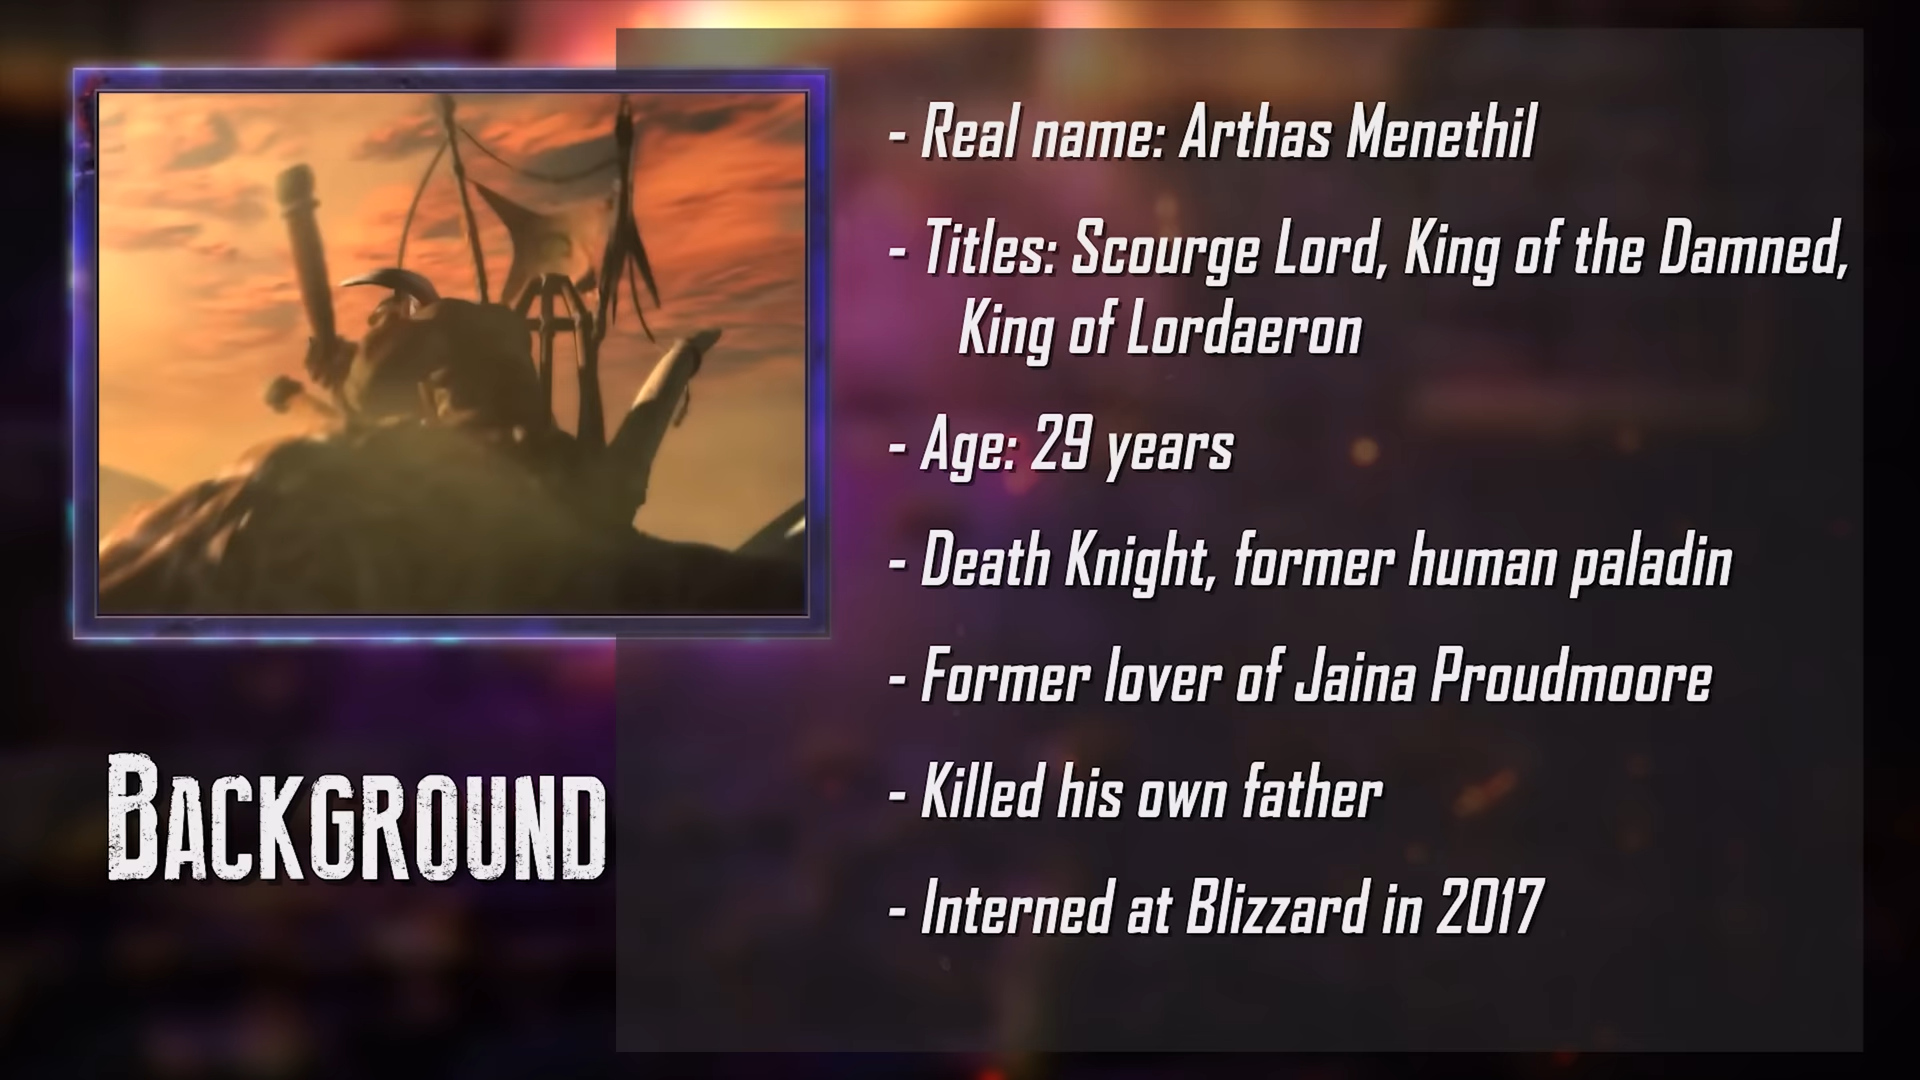 - Real name: Arthas Menethil
- Titles: Scourge Lord, King of the Damned,
King of Lordaeron
- Age: 29 years
- Death Knight, former human paladin
- Former lover of Jaina Proudmoore
- Killed his own father
- Interned at Blizzard in 2017
Background